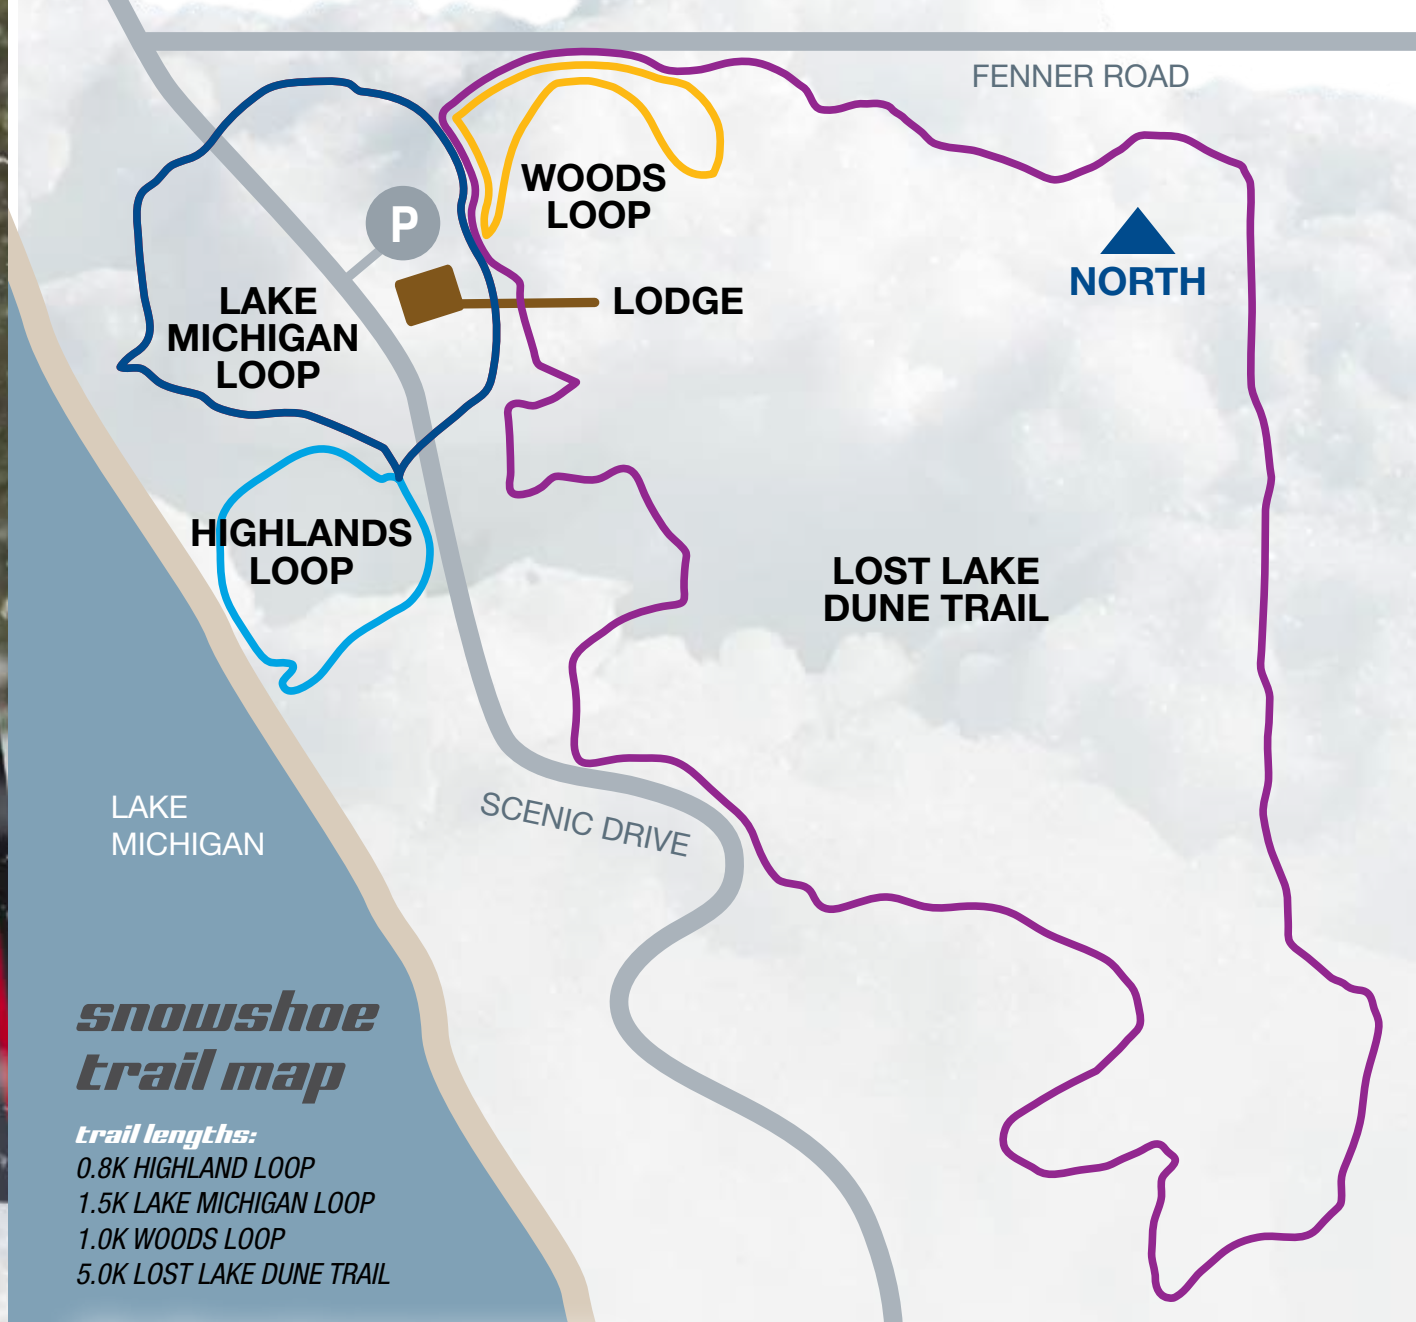 FENNER ROAD
WOODS
LOOP
P
NORTH
LAKE
MICHIGAN
LOOP
LODGE
HIGHLANDS
LOOP
LOST LAKE
DUNE TRAIL
SCENIC DRIVE
LAKE
MICHIGAN
snowshoe
trail map
trail lengths:
0.8K HIGHLAND LOOP
1.5K LAKE MICHIGAN LOOP
1.0K WOODS LOOP
5.0K LOST LAKE DUNE TRAIL